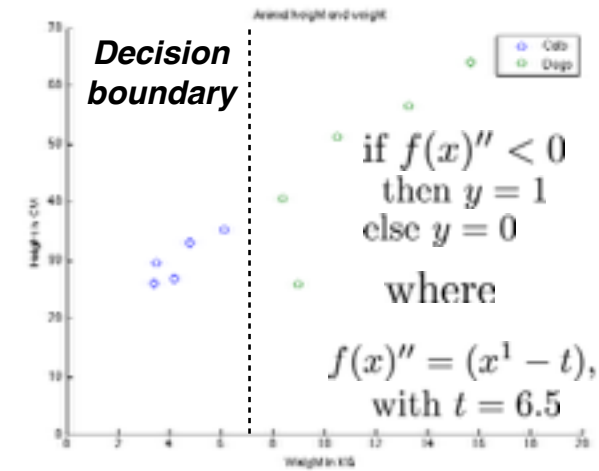 Animal height and weight
Decision
boundary
Cats
Dogs
70
60
50
40
30
20
10
0
Height in CM
if f(x)'' < 0
then y = 1
else y = 0
where
f(x)'' = (x¹ − t),
with t = 6.5
0 2 4 6 8 10 12 14 16 18 20
Weight in KG